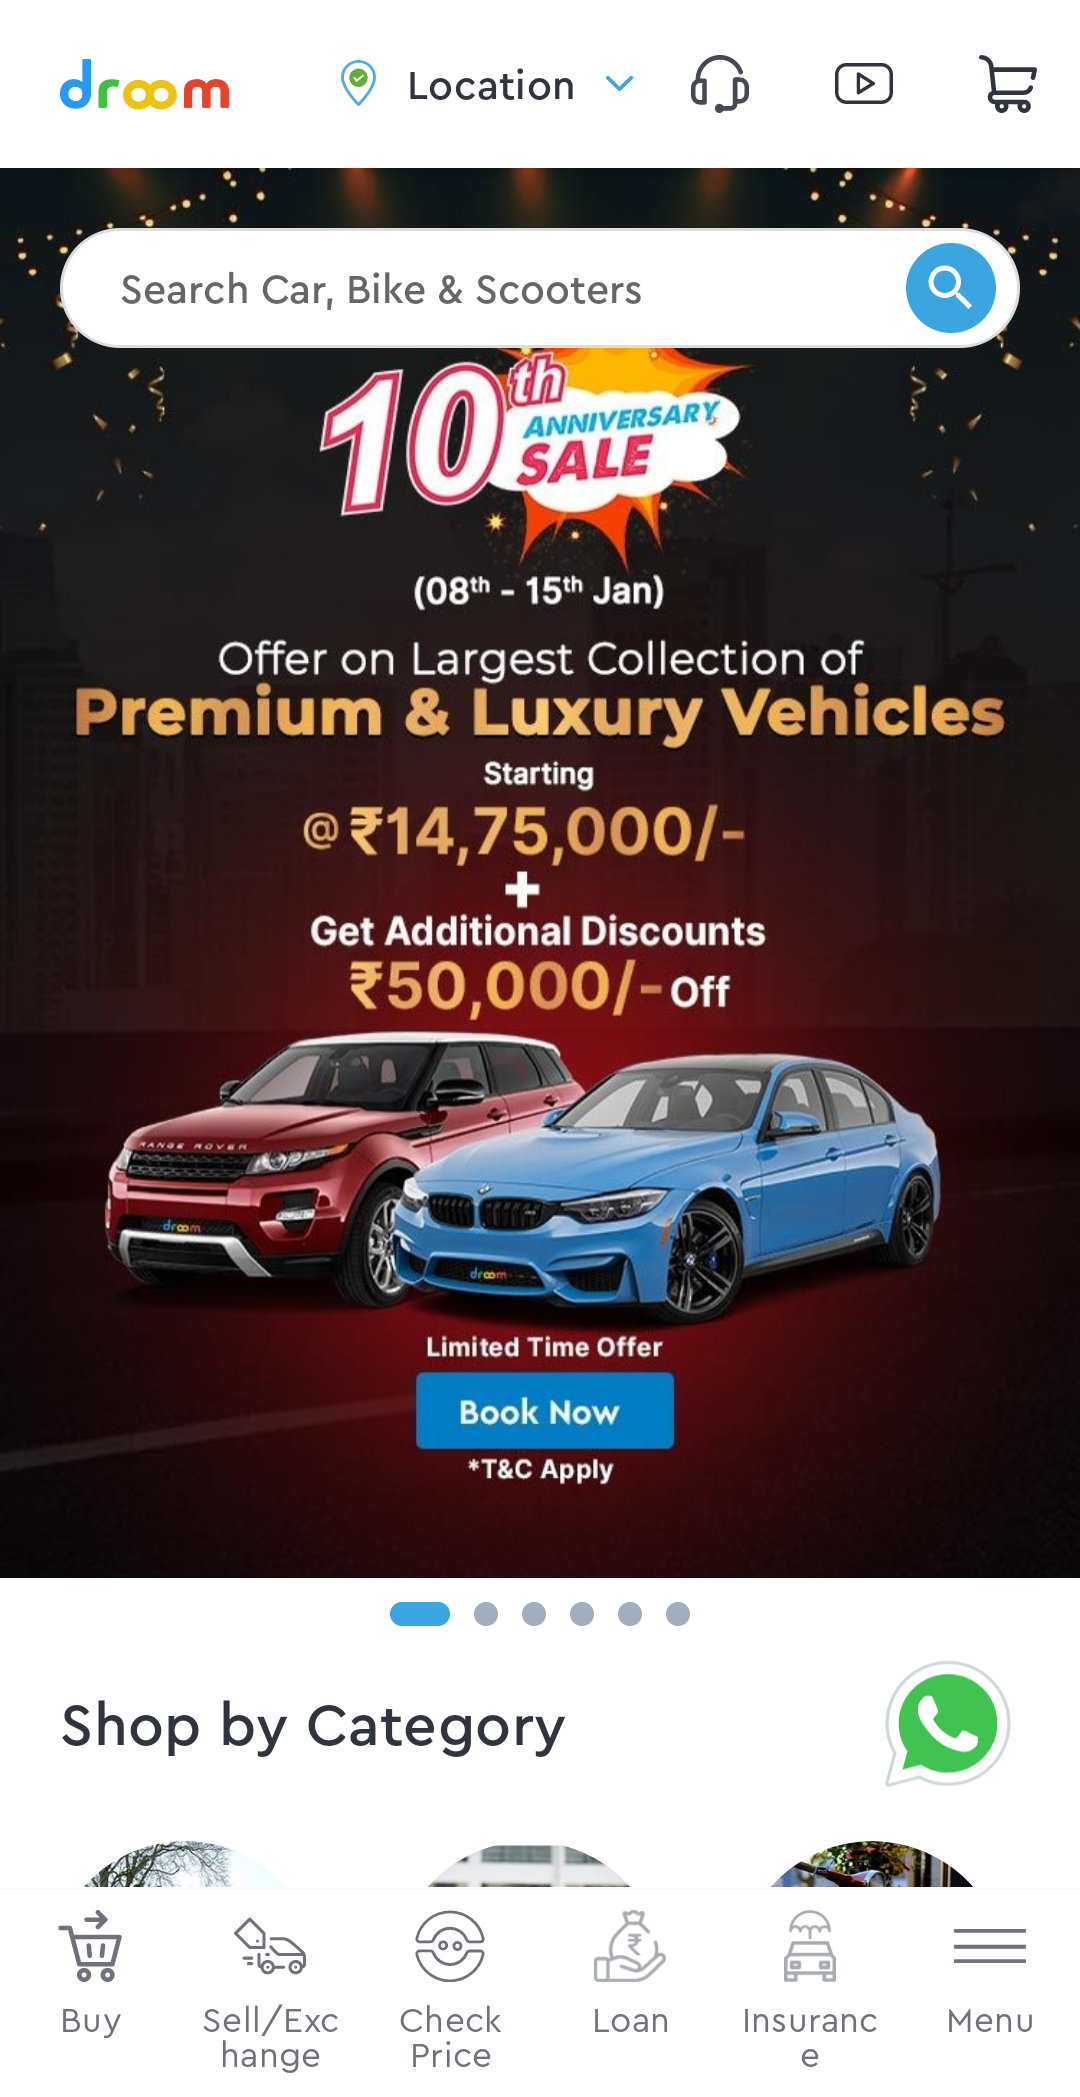 droom
Location
Search Car, Bike & Scooters
10th
ANNIVERSARY
SALE
(08th - 15th Jan)
Offer on Largest Collection of
Premium & Luxury Vehicles
Starting
@ ₹14,75,000/-
+
Get Additional Discounts
₹50,000/- Off
RANGE ROVER
droom
droom
Limited Time Offer
Book Now
*T&C Apply
Shop by Category
Buy
Sell/Exc
hange
Check
Price
Loan
Insuranc
e
Menu